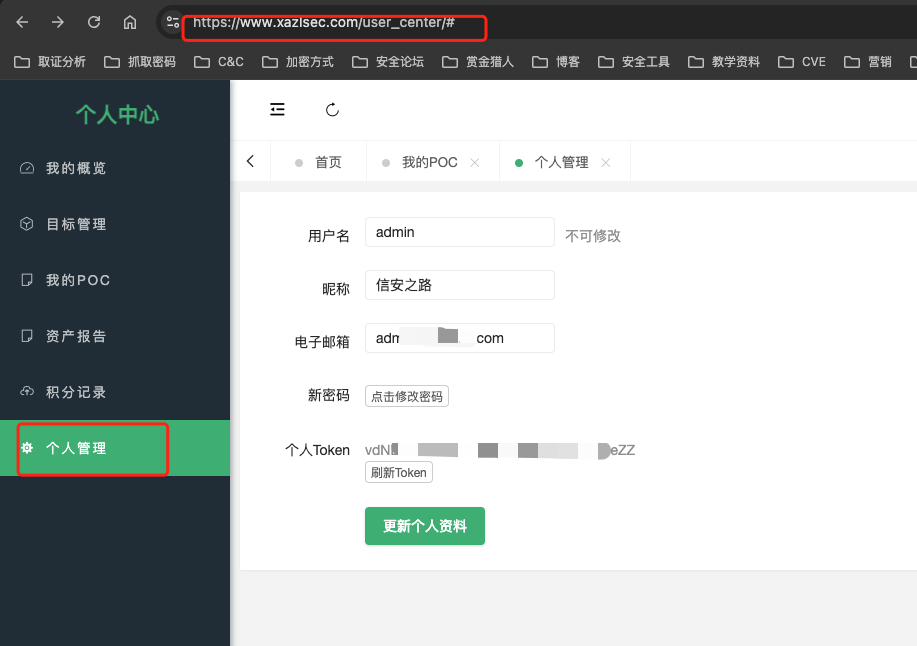 https://www.xazlsec.com/user_center/#
取证分析 抓取密码 C&C 加密方式 安全论坛 赏金猎人 博客 安全工具 教学资料 CVE 营销
个人中心
我的概览
目标管理
我的POC
资产报告
积分记录
个人管理
首页 我的POC 个人管理
用户名 admin 不可修改
昵称 信安之路
电子邮箱 adm com
新密码 点击修改密码
个人Token vdN eZZ
刷新Token
更新个人资料